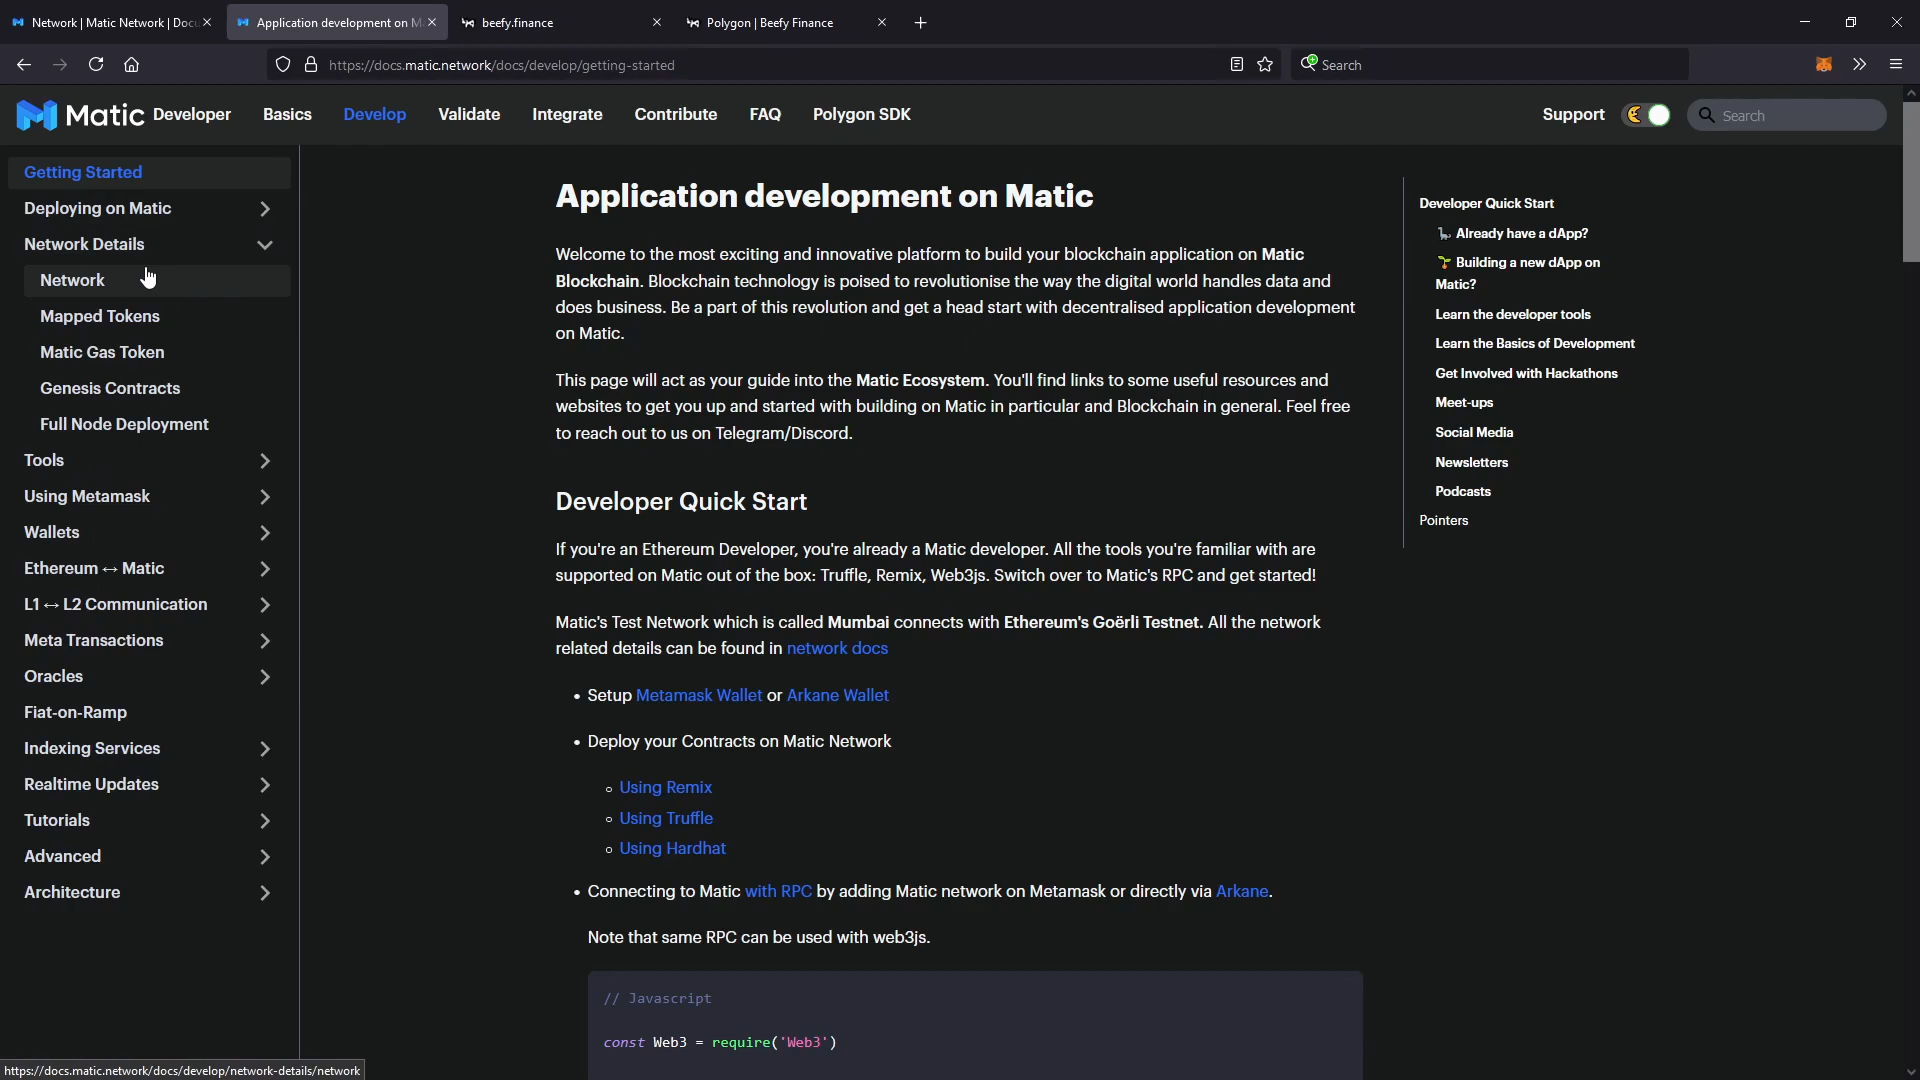 Network | Matic Network | Docu
Application development on M
beefy.finance
Polygon | Beefy Finance
https://docs.matic.network/docs/develop/getting-started
Search
Matic Developer
Basics
Develop
Validate
Integrate
Contribute
FAQ
Polygon SDK
Support
Search
Getting Started
Deploying on Matic
Network Details
Network
Mapped Tokens
Matic Gas Token
Genesis Contracts
Full Node Deployment
Tools
Using Metamask
Wallets
Ethereum ↔ Matic
L1 ↔ L2 Communication
Meta Transactions
Oracles
Fiat-on-Ramp
Indexing Services
Realtime Updates
Tutorials
Advanced
Architecture
Application development on Matic
Welcome to the most exciting and innovative platform to build your blockchain application on Matic
Blockchain. Blockchain technology is poised to revolutionise the way the digital world handles data and
does business. Be a part of this revolution and get a head start with decentralised application development
on Matic.
This page will act as your guide into the Matic Ecosystem. You'll find links to some useful resources and
websites to get you up and started with building on Matic in particular and Blockchain in general. Feel free
to reach out to us on Telegram/Discord.
Developer Quick Start
If you're an Ethereum Developer, you're already a Matic developer. All the tools you're familiar with are
supported on Matic out of the box: Truffle, Remix, Web3js. Switch over to Matic's RPC and get started!
Matic's Test Network which is called Mumbai connects with Ethereum's Goërli Testnet. All the network
related details can be found in network docs
• Setup Metamask Wallet or Arkane Wallet
• Deploy your Contracts on Matic Network
○ Using Remix
○ Using Truffle
○ Using Hardhat
• Connecting to Matic with RPC by adding Matic network on Metamask or directly via Arkane.
Note that same RPC can be used with web3js.
// Javascript
const Web3 = require('Web3')
Developer Quick Start
🦕 Already have a dApp?
🌱 Building a new dApp on
Matic?
Learn the developer tools
Learn the Basics of Development
Get Involved with Hackathons
Meet-ups
Social Media
Newsletters
Podcasts
Pointers
https://docs.matic.network/docs/develop/network-details/network